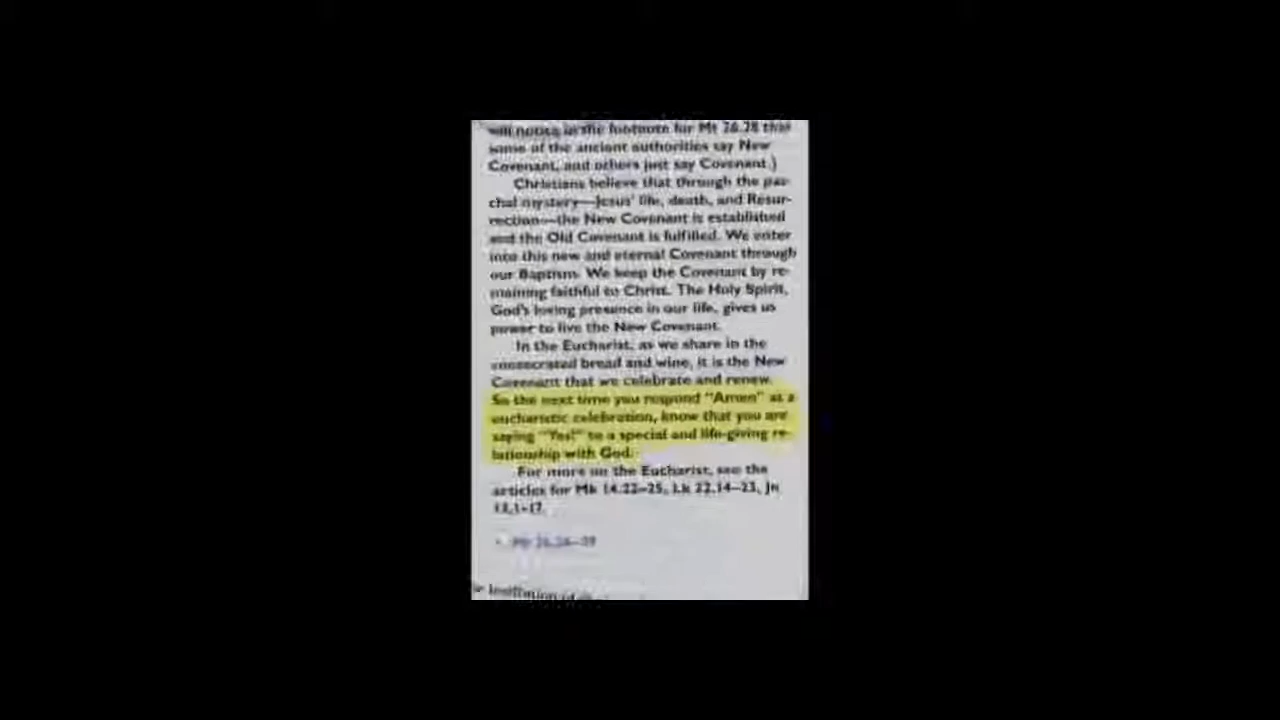 will notice in the footnote for Mt 26.28 that
some of the ancient authorities say New
Covenant, and others just say Covenant.)
Christians believe that through the pas-
chal mystery—Jesus' life, death, and Resur-
rection—the New Covenant is established
and the Old Covenant is fulfilled. We enter
into this new and eternal Covenant through
our Baptism. We keep the Covenant by re-
maining faithful to Christ. The Holy Spirit,
God's loving presence in our life, gives us
power to live the New Covenant.
In the Eucharist, as we share in the
consecrated bread and wine, it is the New
Covenant that we celebrate and renew.
So the next time you respond "Amen" at a
eucharistic celebration, know that you are
saying "Yes!" to a special and life-giving re-
lationship with God.
For more on the Eucharist, see the
articles for Mk 14.22–25, Lk 22.14–23, Jn
13.1–17.
Mt 26.26–
Institution of